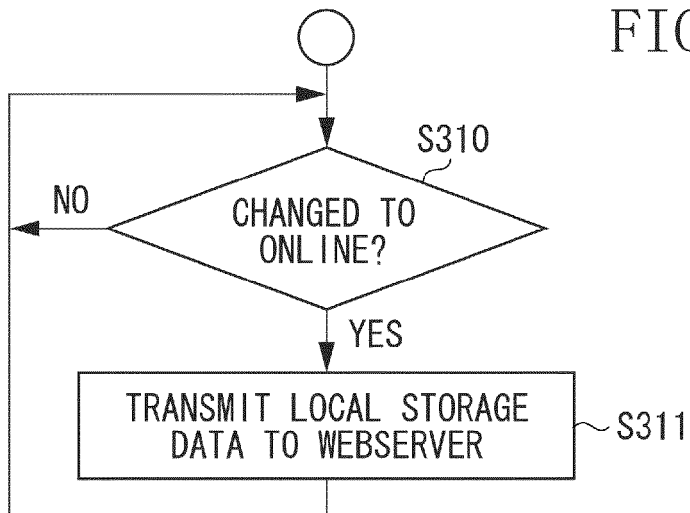 FIG
S310
CHANGED TO
ONLINE?
NO
YES
TRANSMIT LOCAL STORAGE
DATA TO WEBSERVER
S311